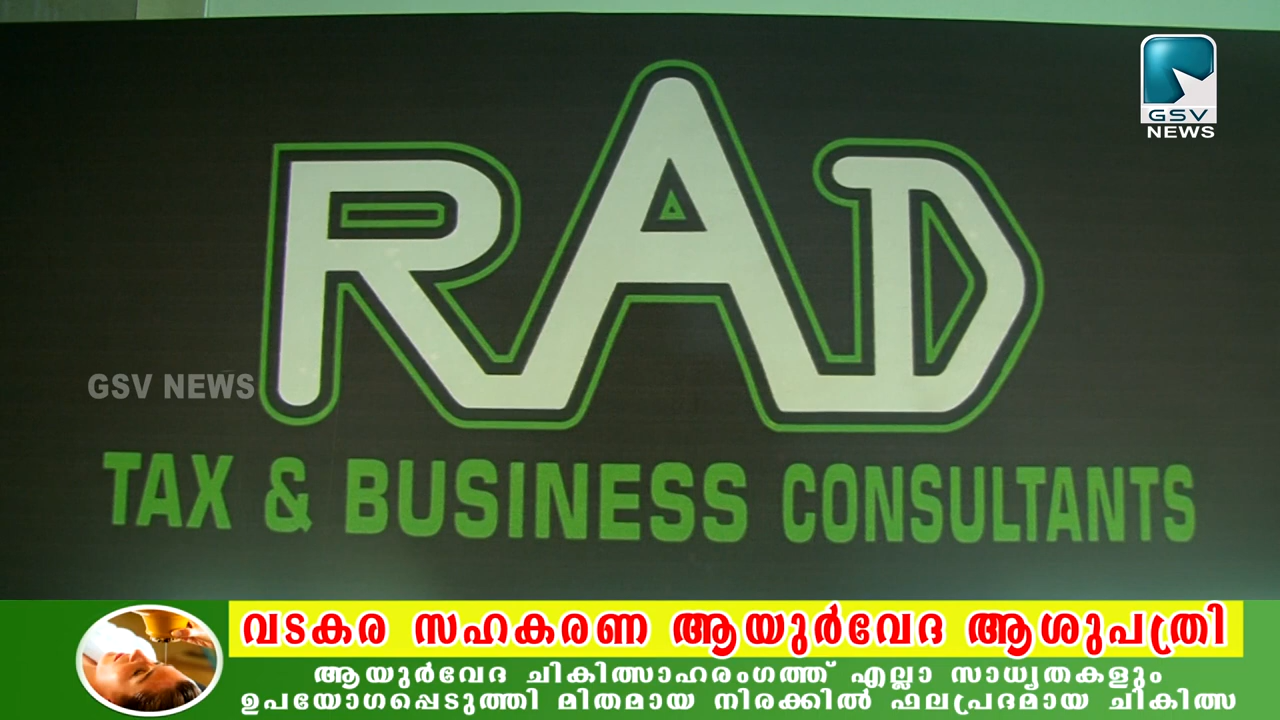 GSV
NEWS
RAD
GSV NEWS
TAX & BUSINESS CONSULTANTS
വടകര സഹകരണ ആയുർവേദ ആശുപത്രി
ആയുർവേദ ചികിത്സാഹരംഗത്ത് എല്ലാ സാധ്യതകളും
ഉപയോഗപ്പെടുത്തി മിതമായ നിരക്കിൽ ഫലപ്രദമായ ചികിത്സ